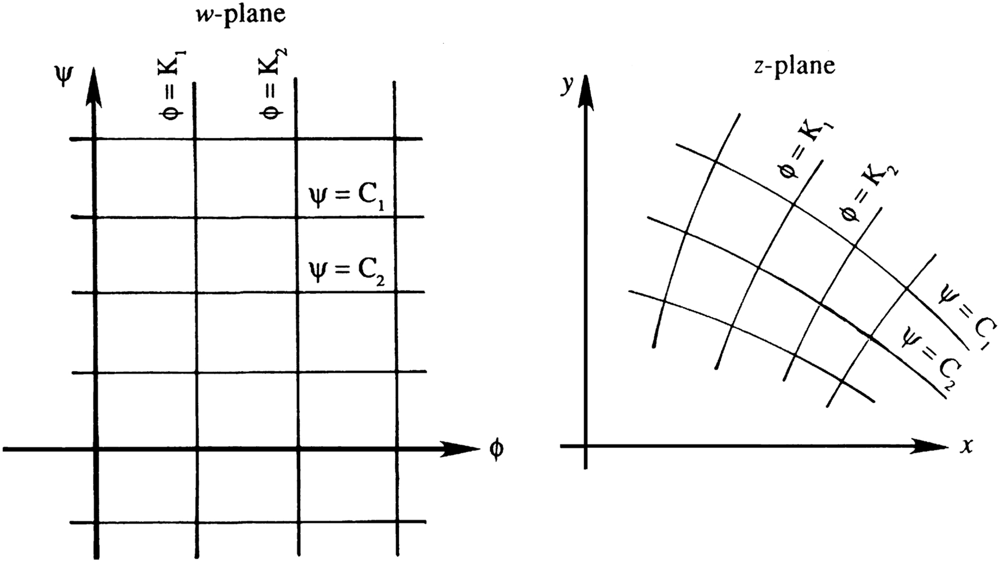 w-plane
ψ
ϕ = K₁
ϕ = K₂
ψ = C₁
ψ = C₂
ϕ
z-plane
y
ϕ = K₁
ϕ = K₂
ψ = C₁
ψ = C₂
x